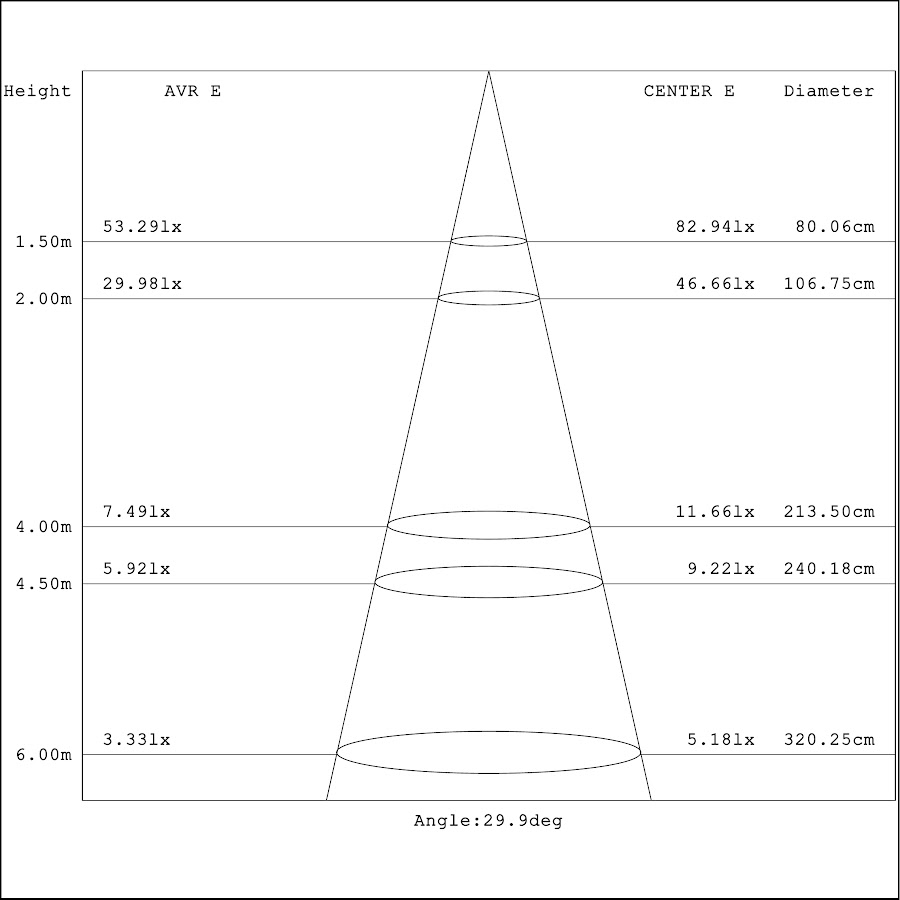 Height AVR E CENTER E Diameter
53.29lx 82.94lx 80.06cm
1.50m
29.98lx 46.66lx 106.75cm
2.00m
7.49lx 11.66lx 213.50cm
4.00m
5.92lx 9.22lx 240.18cm
4.50m
3.33lx 5.18lx 320.25cm
6.00m
Angle:29.9deg